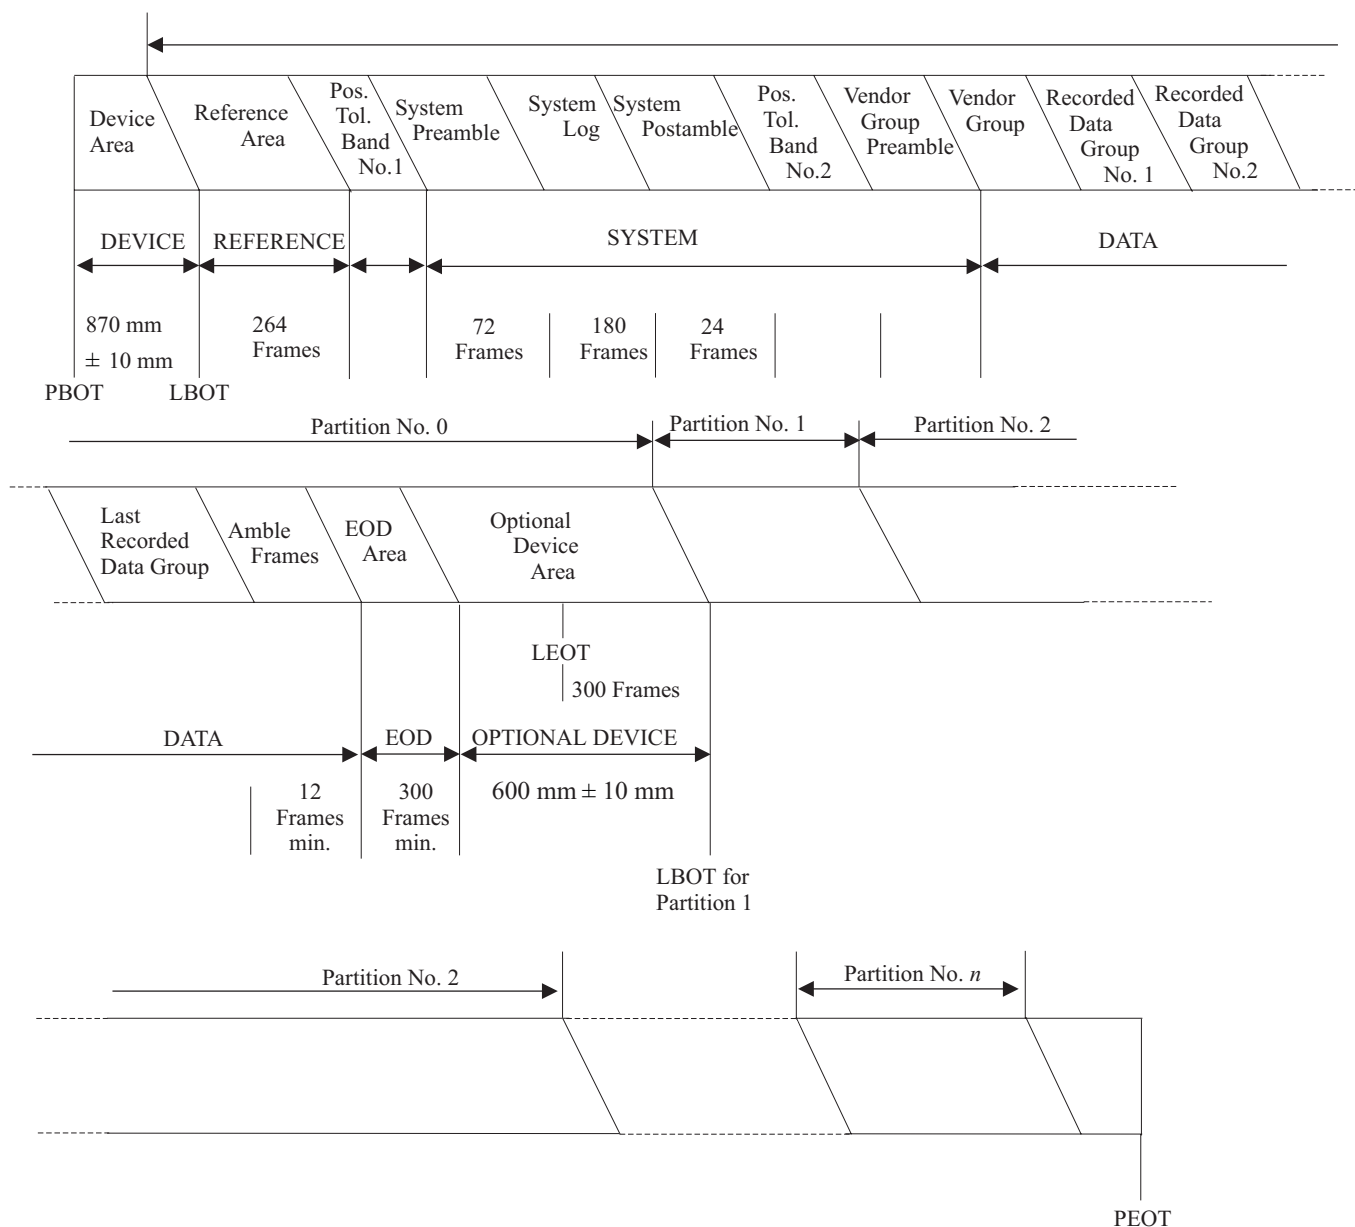 Device
Area
Reference
Area
Pos.
Tol.
Band
No.1
System
Preamble
System
Log
System
Postamble
Pos.
Tol.
Band
No.2
Vendor
Group
Preamble
Vendor
Group
Recorded
Data
Group
No. 1
Recorded
Data
Group
No.2
DEVICE
REFERENCE
SYSTEM
DATA
870 mm
± 10 mm
264
Frames
72
Frames
180
Frames
24
Frames
PBOT
LBOT
Partition No. 0
Partition No. 1
Partition No. 2
Last
Recorded
Data Group
Amble
Frames
EOD
Area
Optional
Device
Area
LEOT
300 Frames
DATA
EOD
OPTIONAL DEVICE
12
Frames
min.
300
Frames
min.
600 mm ± 10 mm
LBOT for
Partition 1
Partition No. 2
Partition No. n
PEOT